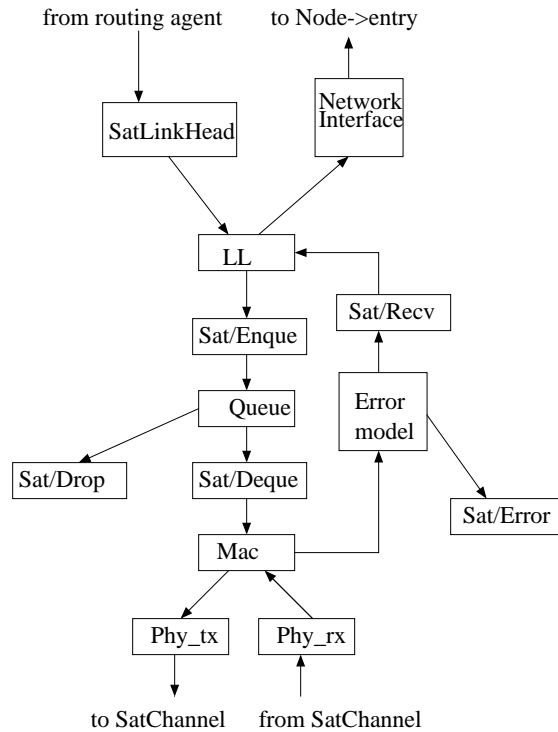 from routing agent
to Node->entry
SatLinkHead
Network
Interface
LL
Sat/Recv
Sat/Enque
Queue
Error
model
Sat/Drop
Sat/Deque
Sat/Error
Mac
Phy_tx
Phy_rx
to SatChannel
from SatChannel